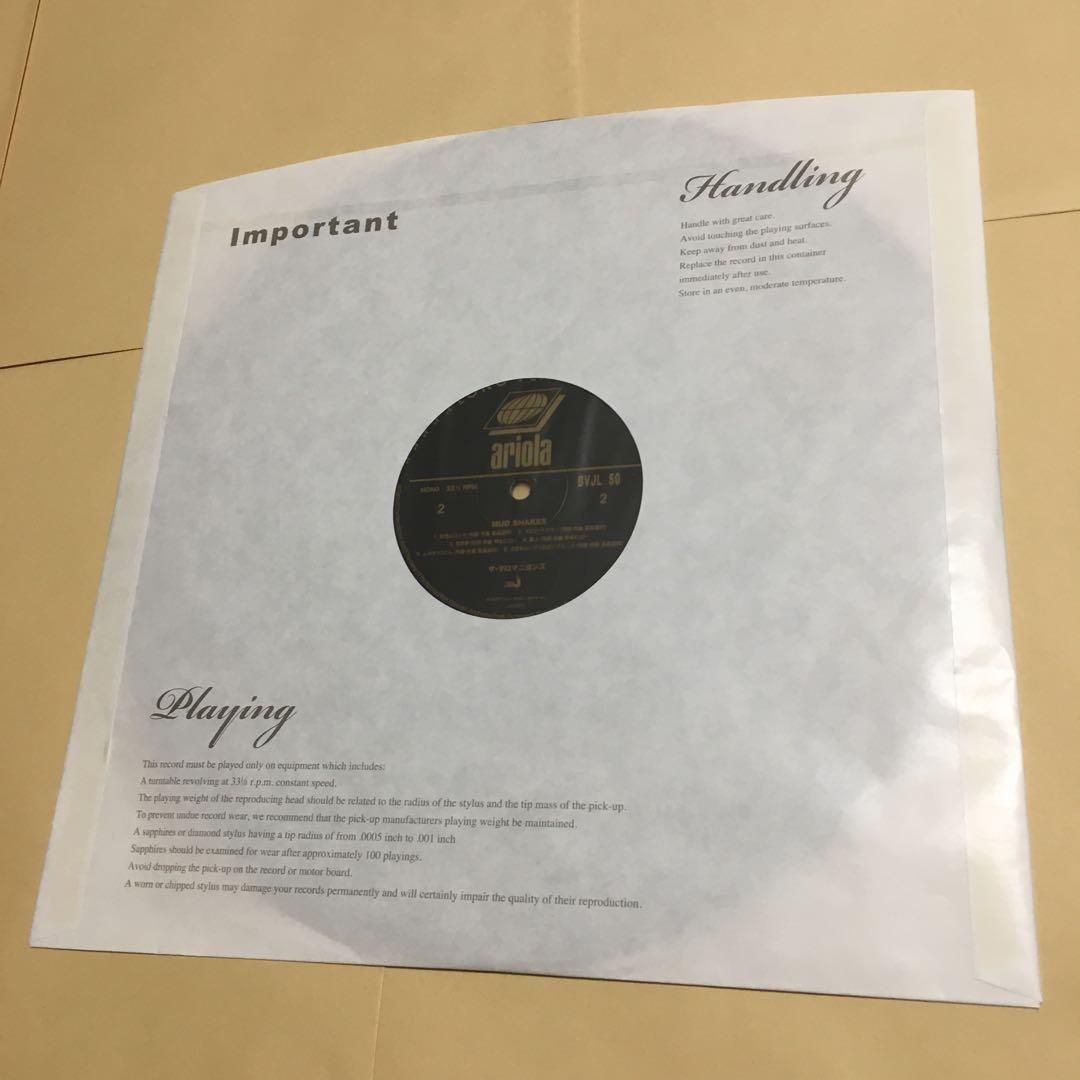 Important
Handling
Handle with great care.
Avoid touching the playing surfaces.
Keep away from dust and heat.
Replace the record in this container
immediately after use.
Store in an even, moderate temperature.
ariola
MONO 33⅓ RPM
BVJL 50
2
2
MUD SHAKES
ザ・クロマニヨンズ
Playing
This record must be played only on equipment which includes:
A turntable revolving at 33⅓ r.p.m. constant speed.
The playing weight of the reproducing head should be related to the radius of the stylus and the tip mass of the pick-up.
To prevent undue record wear, we recommend that the pick-up manufacturers playing weight be maintained.
A sapphires or diamond stylus having a tip radius of from .0005 inch to .001 inch
Sapphires should be examined for wear after approximately 100 playings.
Avoid dropping the pick-up on the record or motor board.
A worn or chipped stylus may damage your records permanently and will certainly impair the quality of their reproduction.